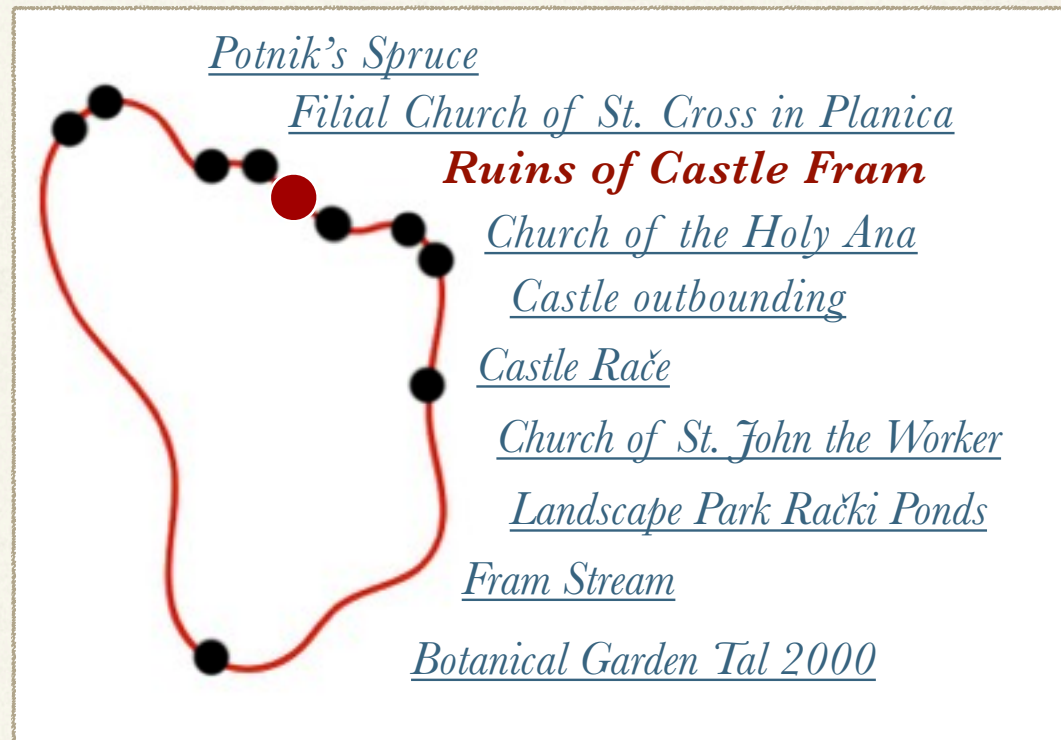 Potnik’s Spruce
Filial Church of St. Cross in Planica
Ruins of Castle Fram
Church of the Holy Ana
Castle outbounding
Castle Rače
Church of St. John the Worker
Landscape Park Rački Ponds
Fram Stream
Botanical Garden Tal 2000